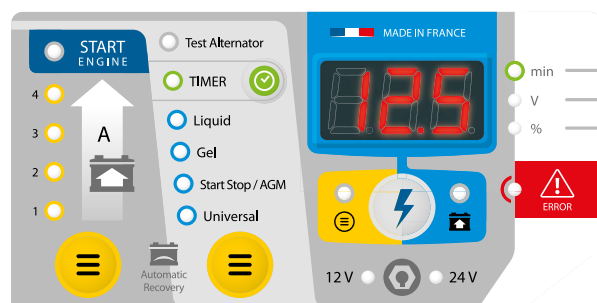 START
ENGINE
4
3
2
1
A
Test Alternator
TIMER
Liquid
Gel
Start Stop / AGM
Universal
Automatic
Recovery
MADE IN FRANCE
12.5
min
V
%
ERROR
12 V
24 V